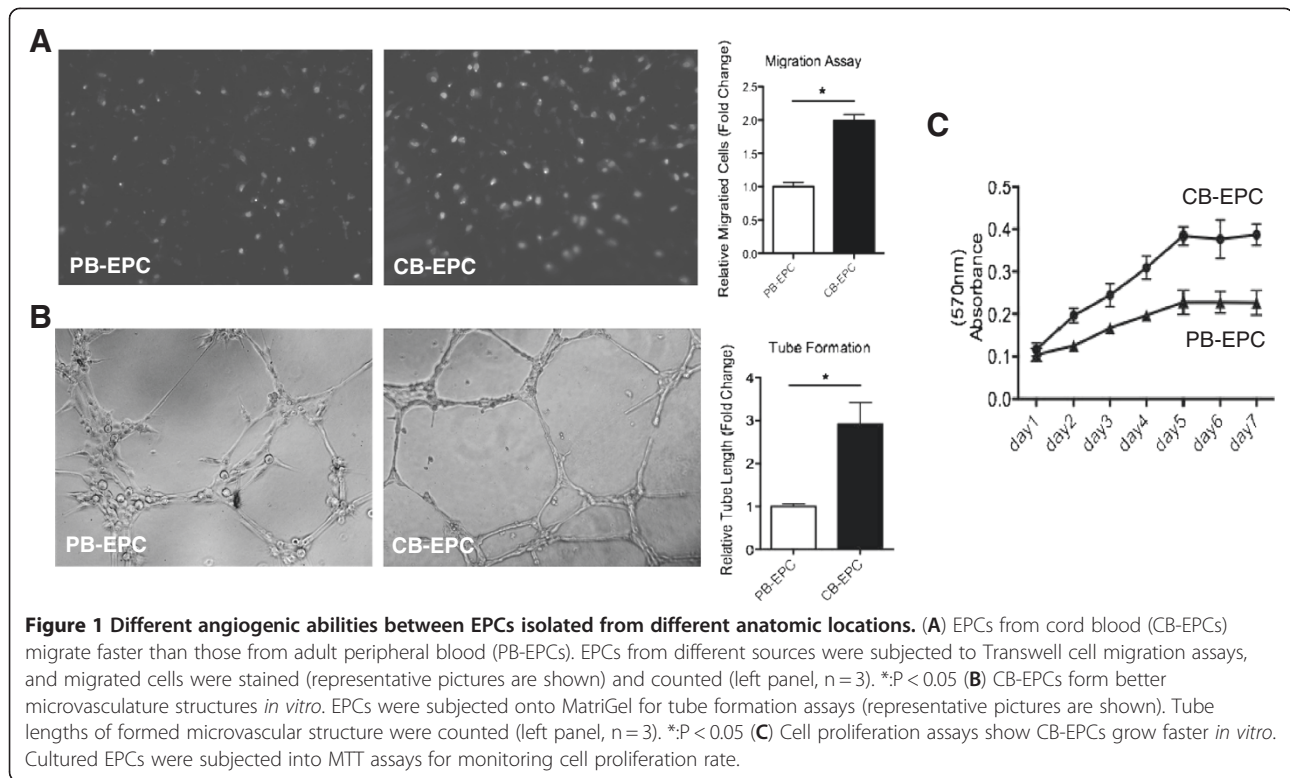 A
PB-EPC
CB-EPC
Migration Assay
*
Relative Migratied Cells (Fold Change)
2.5
2.0
1.5
1.0
0.5
0.0
PB-EPC
CB-EPC
B
PB-EPC
CB-EPC
Tube Formation
*
Relative Tube Length (Fold Change)
4
3
2
1
0
PB-EPC
CB-EPC
C
(570nm)
Absorbance
0.5
0.4
0.3
0.2
0.1
0.0
CB-EPC
PB-EPC
day1
day2
day3
day4
day5
day6
day7
Figure 1 Different angiogenic abilities between EPCs isolated from different anatomic locations. (A) EPCs from cord blood (CB-EPCs)
migrate faster than those from adult peripheral blood (PB-EPCs). EPCs from different sources were subjected to Transwell cell migration assays,
and migrated cells were stained (representative pictures are shown) and counted (left panel, n = 3). *:P < 0.05 (B) CB-EPCs form better
microvasculature structures in vitro. EPCs were subjected onto MatriGel for tube formation assays (representative pictures are shown). Tube
lengths of formed microvascular structure were counted (left panel, n = 3). *:P < 0.05 (C) Cell proliferation assays show CB-EPCs grow faster in vitro.
Cultured EPCs were subjected into MTT assays for monitoring cell proliferation rate.